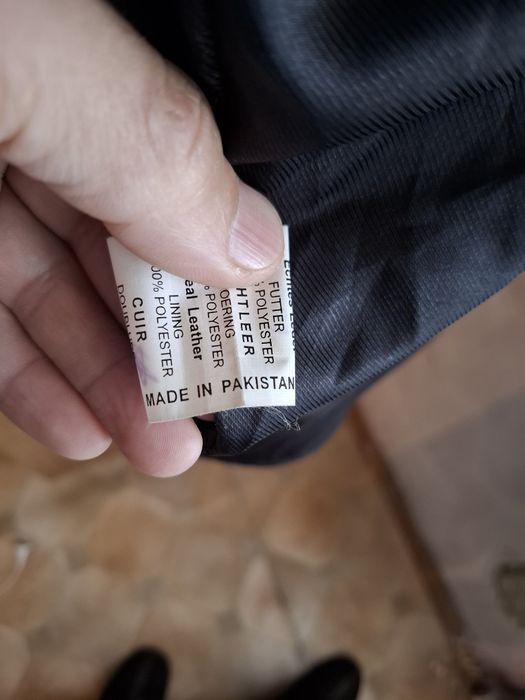 FUTTER
% POLYESTER
HTLEER
OERING
% POLYESTER
eal Leather
LINING
00% POLYESTER
CUIR
MADE IN PAKISTAN